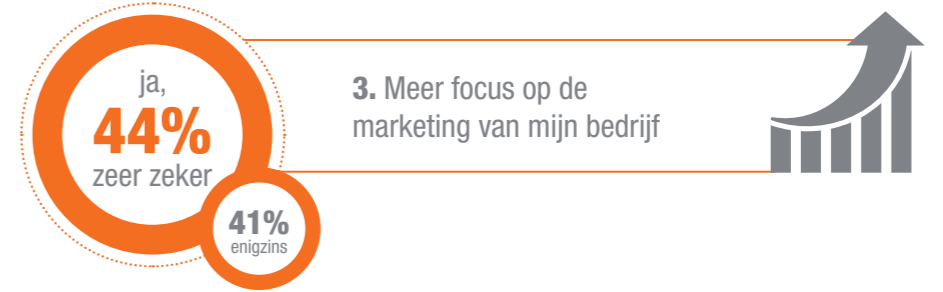 ja,
44%
zeer zeker
41%
enigzins
3. Meer focus op de
marketing van mijn bedrijf